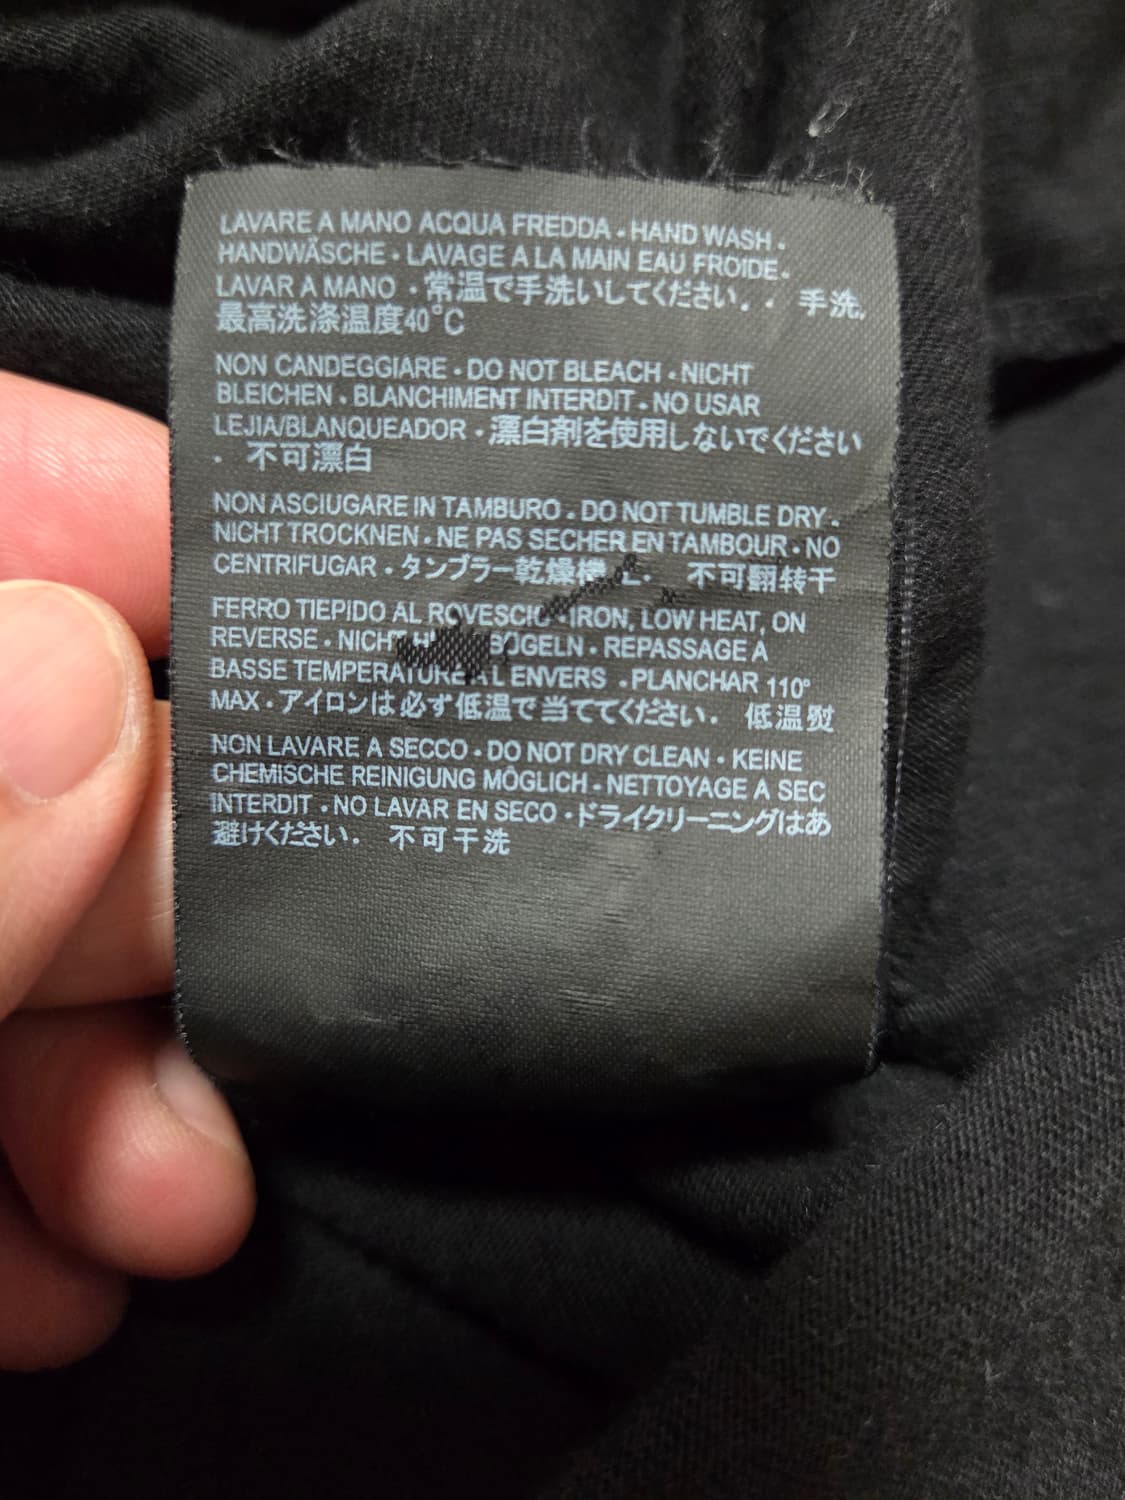 LAVARE A MANO ACQUA FREDDA • HAND WASH •
HANDWÄSCHE • LAVAGE A LA MAIN EAU FROIDE •
LAVAR A MANO • 常温で手洗いしてください。• 手洗,
最高洗涤温度40°C
NON CANDEGGIARE • DO NOT BLEACH • NICHT
BLEICHEN • BLANCHIMENT INTERDIT • NO USAR
LEJIA/BLANQUEADOR • 漂白剤を使用しないでください
• 不可漂白
NON ASCIUGARE IN TAMBURO • DO NOT TUMBLE DRY •
NICHT TROCKNEN • NE PAS SECHER EN TAMBOUR • NO
CENTRIFUGAR • タンブラー乾燥 • 不可翻转干
FERRO TIEPIDO AL ROVESCIO • IRON, LOW HEAT, ON
REVERSE • NICHT BÜGELN • REPASSAGE A
BASSE TEMPERATURE A L ENVERS • PLANCHAR 110°
MAX • アイロンは必ず低温で当ててください• 低温熨
NON LAVARE A SECCO • DO NOT DRY CLEAN • KEINE
CHEMISCHE REINIGUNG MÖGLICH • NETTOYAGE A SEC
INTERDIT • NO LAVAR EN SECO • ドライクリーニングはあ
避けください• 不可干洗